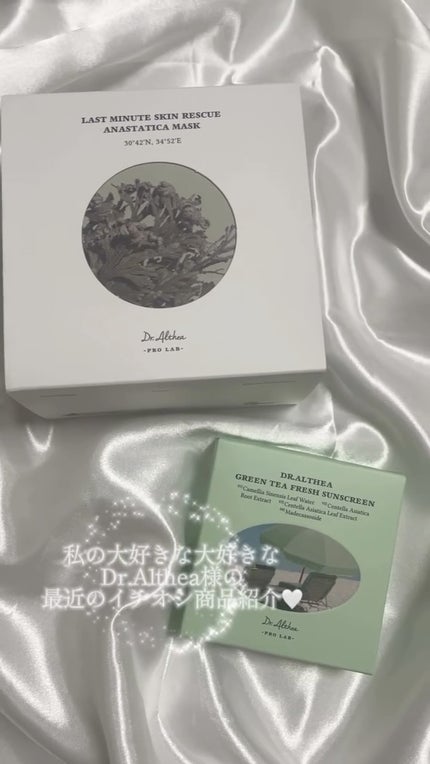 LAST MINUTE SKIN RESCUE
ANASTATICA MASK
30°42'N, 34°52'E
Dr.Althea
-PRO LAB-
DR.ALTHEA
GREEN TEA FRESH SUNSCREEN
Camellia Sinensis Leaf Water Centella Asiatica
Root Extract Centella Asiatica Leaf Extract
Madecassoside
Dr.Althea
-PRO LAB-
私の大好きな大好きな
Dr.Althea様の
最近のイチオシ商品紹介🤍